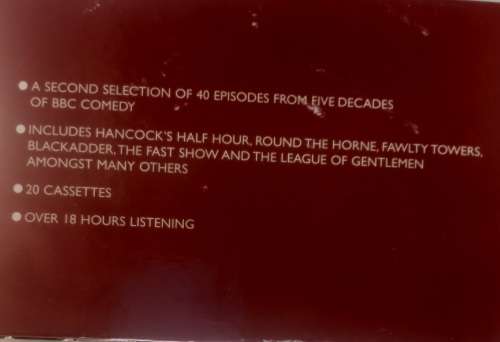 ● A SECOND SELECTION OF 40 EPISODES FROM FIVE DECADES
OF BBC COMEDY
● INCLUDES HANCOCK'S HALF HOUR, ROUND THE HORNE, FAWLTY TOWERS,
BLACKADDER, THE FAST SHOW AND THE LEAGUE OF GENTLEMEN
AMONGST MANY OTHERS
● 20 CASSETTES
● OVER 18 HOURS LISTENING